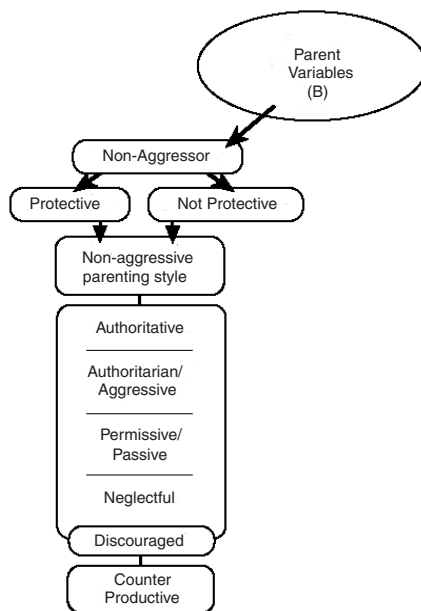 Parent
Variables
(B)
Non-Aggressor
Protective
Not Protective
Non-aggressive
parenting style
Authoritative
Authoritarian/
Aggressive
Permissive/
Passive
Neglectful
Discouraged
Counter
Productive